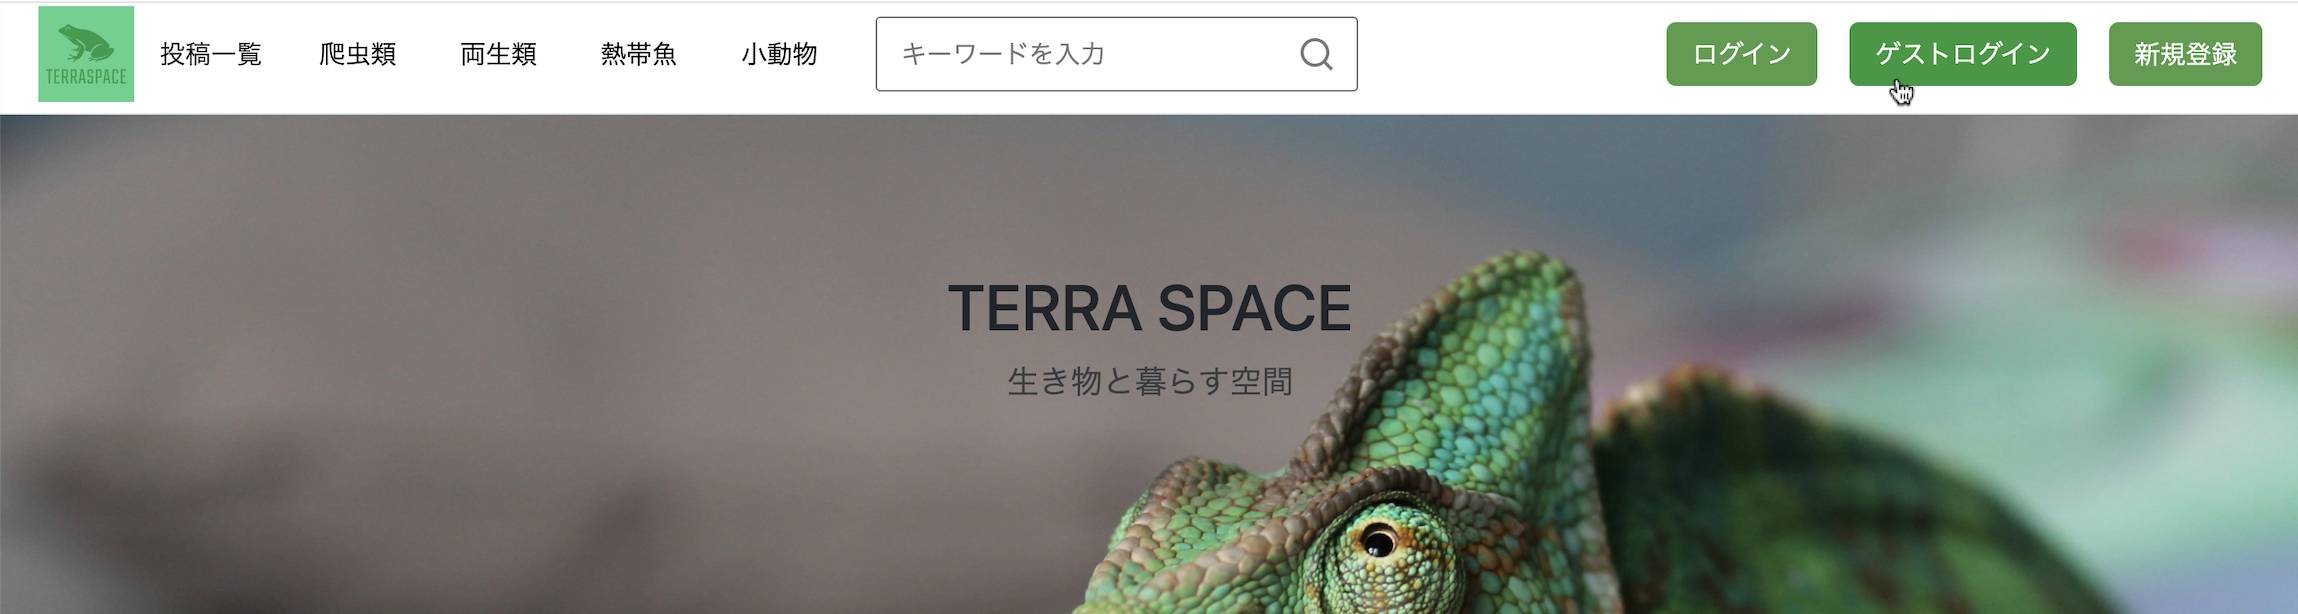 TERRASPACE
投稿一覧 爬虫類 両生類 熱帯魚 小動物 キーワードを入力 ログイン ゲストログイン 新規登録
TERRA SPACE
生き物と暮らす空間